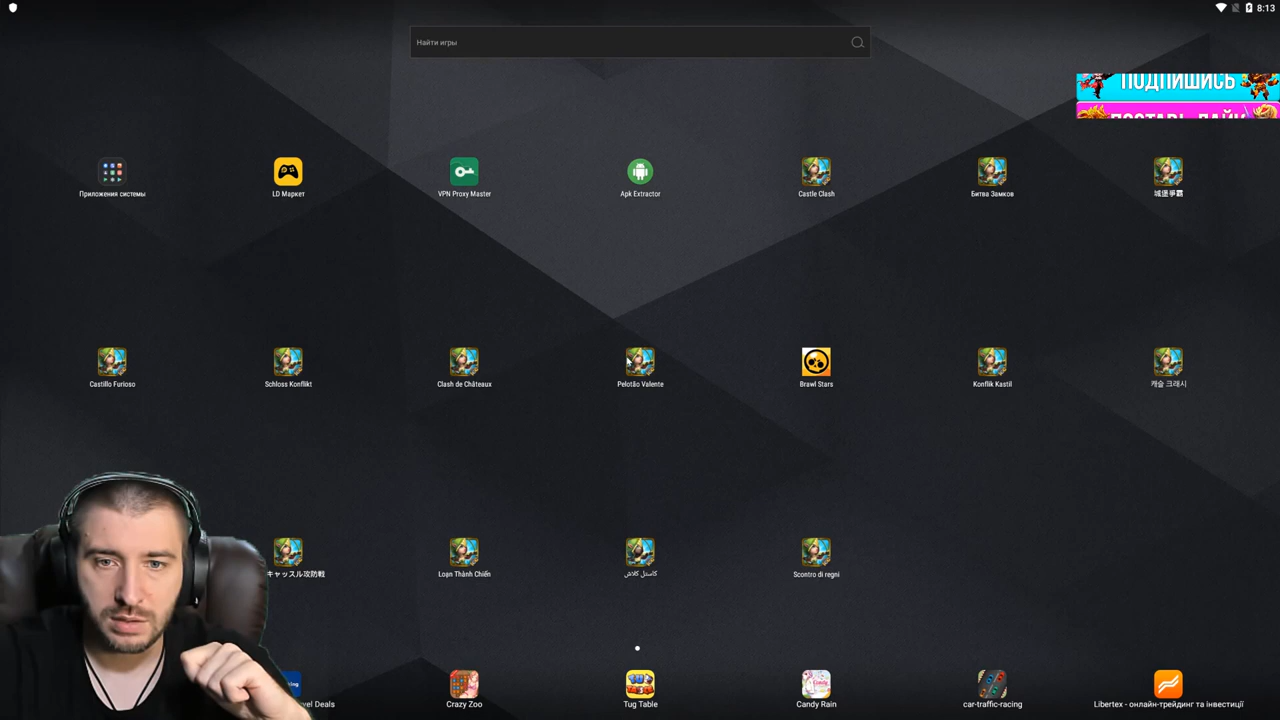 8:13
Найти игры
ПОДПИШИСЬ
ПОСТАВЬ ЛАЙК
Приложения системы
LD Маркет
VPN Proxy Master
Apk Extractor
Castle Clash
Битва Замков
城堡爭霸
Castillo Furioso
Schloss Konflikt
Clash de Châteaux
Pelotão Valente
Brawl Stars
Konflik Kastil
캐슬 크래시
キャッスル攻防戦
Loạn Thành Chiến
كاستل كلاش
Scontro di regni
Crazy Zoo
Tug Table
Candy Rain
car-traffic-racing
Libertex - онлайн-трейдинг та інвестиції